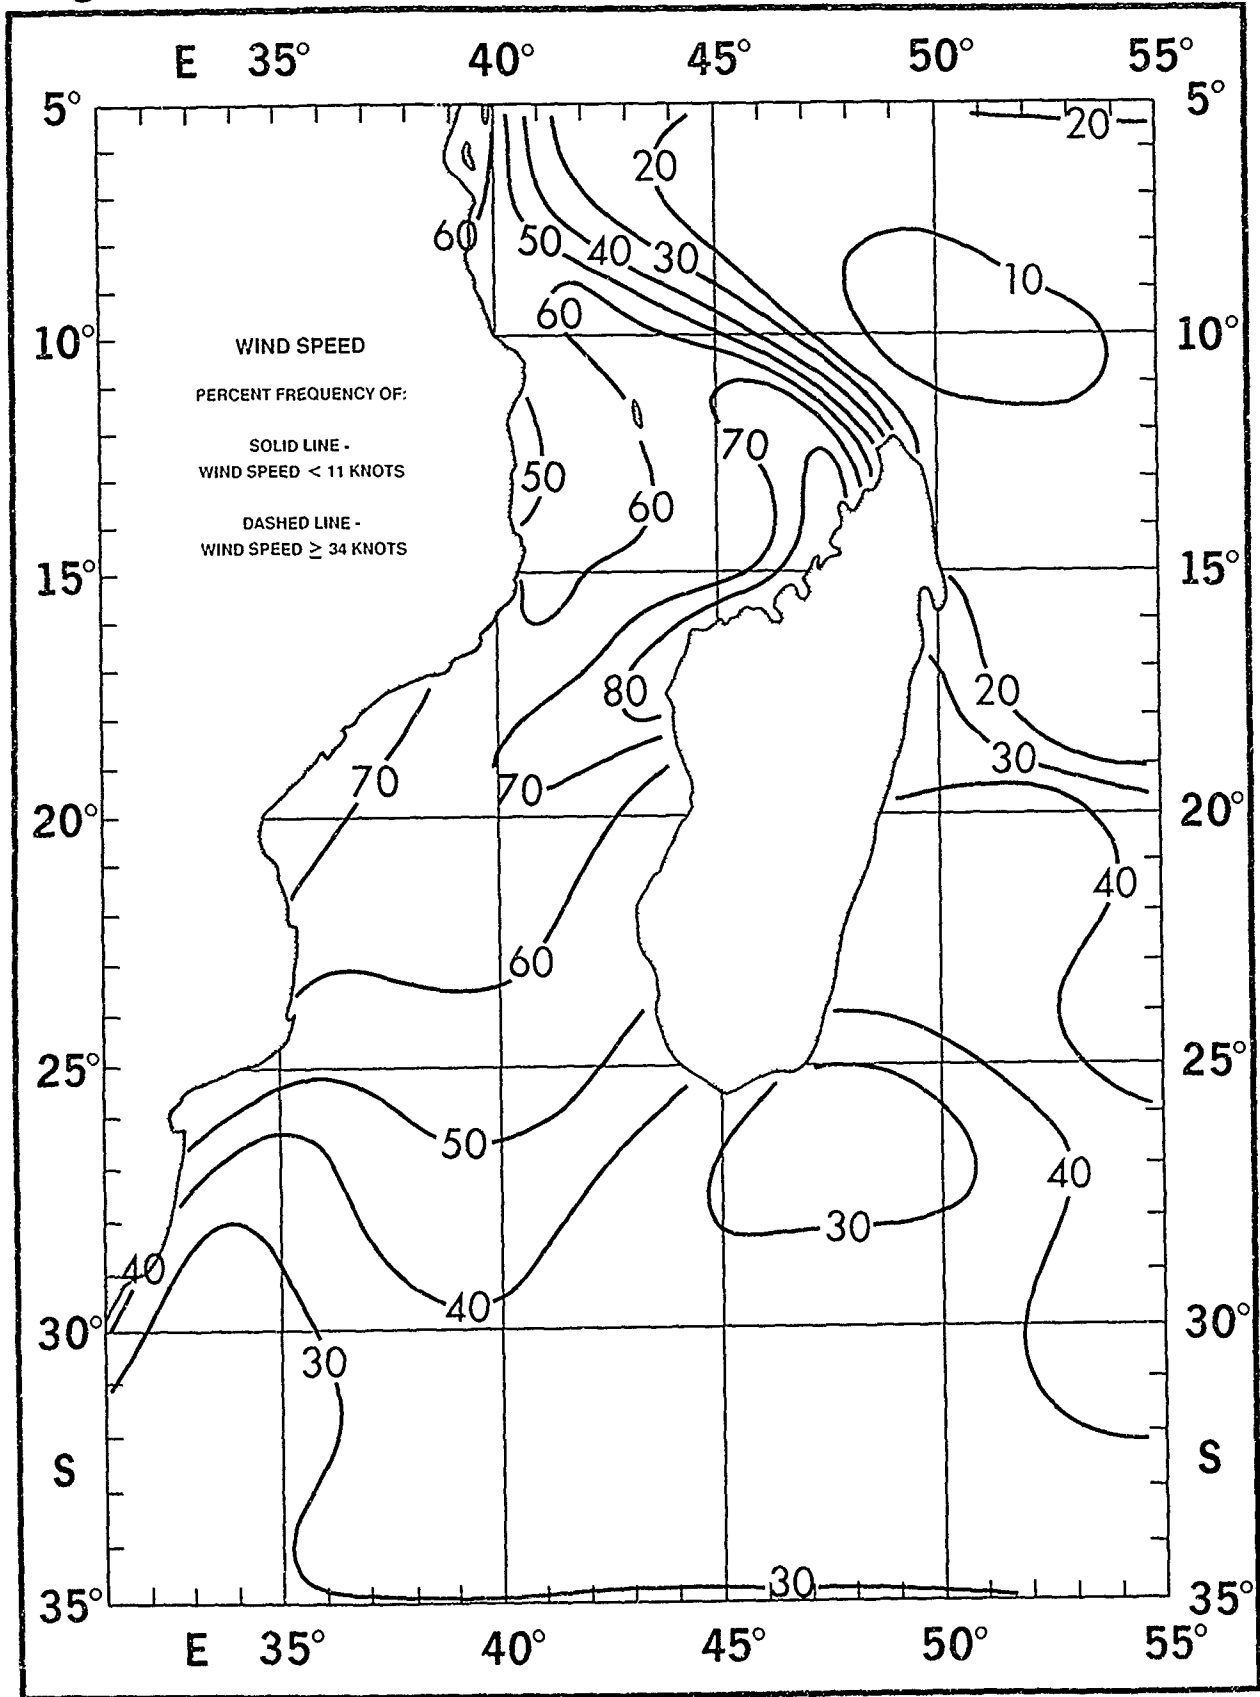 E 35° 40° 45° 50° 55°
5° 5°
20
20
60 50 40 30
10
60
10° 10°
WIND SPEED
PERCENT FREQUENCY OF:
SOLID LINE -
WIND SPEED < 11 KNOTS
DASHED LINE -
WIND SPEED ≥ 34 KNOTS
70
50
60
15° 15°
80 20
30
70 70
20° 20°
40
60
25° 25°
50
40
30
40
40
30° 30°
30
S S
30
35° 35°
E 35° 40° 45° 50° 55°